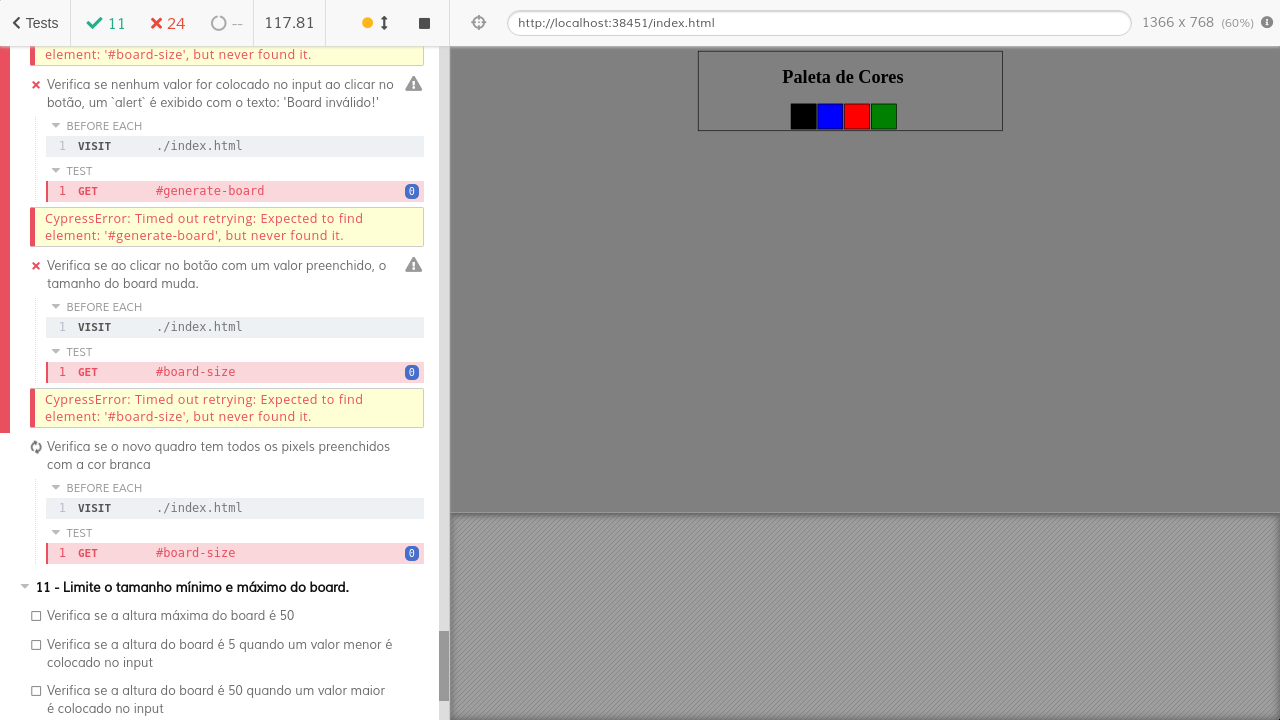 Tests
11
24
--
117.81
http://localhost:38451/index.html
1366 x 768 (60%)
element: '#board-size', but never found it.
Verifica se nenhum valor for colocado no input ao clicar no
botão, um `alert` é exibido com o texto: 'Board inválido!'
BEFORE EACH
1 VISIT ./index.html
TEST
1 GET #generate-board 0
CypressError: Timed out retrying: Expected to find
element: '#generate-board', but never found it.
Verifica se ao clicar no botão com um valor preenchido, o
tamanho do board muda.
BEFORE EACH
1 VISIT ./index.html
TEST
1 GET #board-size 0
CypressError: Timed out retrying: Expected to find
element: '#board-size', but never found it.
Verifica se o novo quadro tem todos os pixels preenchidos
com a cor branca
BEFORE EACH
1 VISIT ./index.html
TEST
1 GET #board-size 0
11 - Limite o tamanho mínimo e máximo do board.
Verifica se a altura máxima do board é 50
Verifica se a altura do board é 5 quando um valor menor é
colocado no input
Verifica se a altura do board é 50 quando um valor maior
é colocado no input
Paleta de Cores